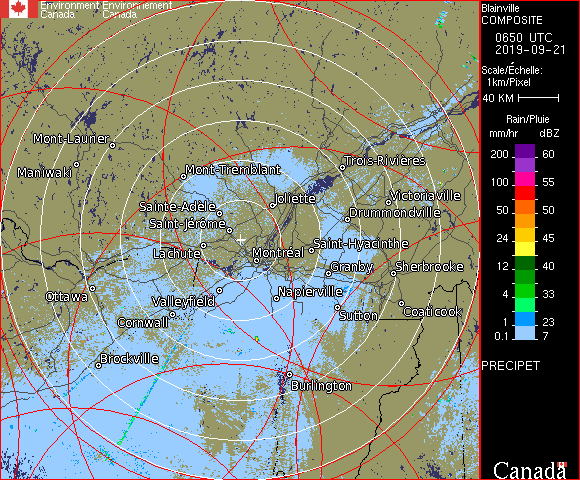 Environment Environnement
Canada Canada
Blainville
COMPOSITE
0650 UTC
2019-09-21
Scale/Échelle:
1km/Pixel
40 KM
Rain/Pluie
mm/hr dBZ
200 60
100 55
50 50
24 45
12 40
4 33
1 23
0.1 7
PRECIPET
Canada
Mont-Laurier
Maniwaki
Mont-Tremblant
Trois-Rivières
Joliette
Victoriaville
Sainte-Adèle
Drummondville
Saint-Jérôme
Lachute
Montréal
Saint-Hyacinthe
Granby
Sherbrooke
Ottawa
Valleyfield
Napierville
Cornwall
Sutton
Coaticook
Brockville
Burlington